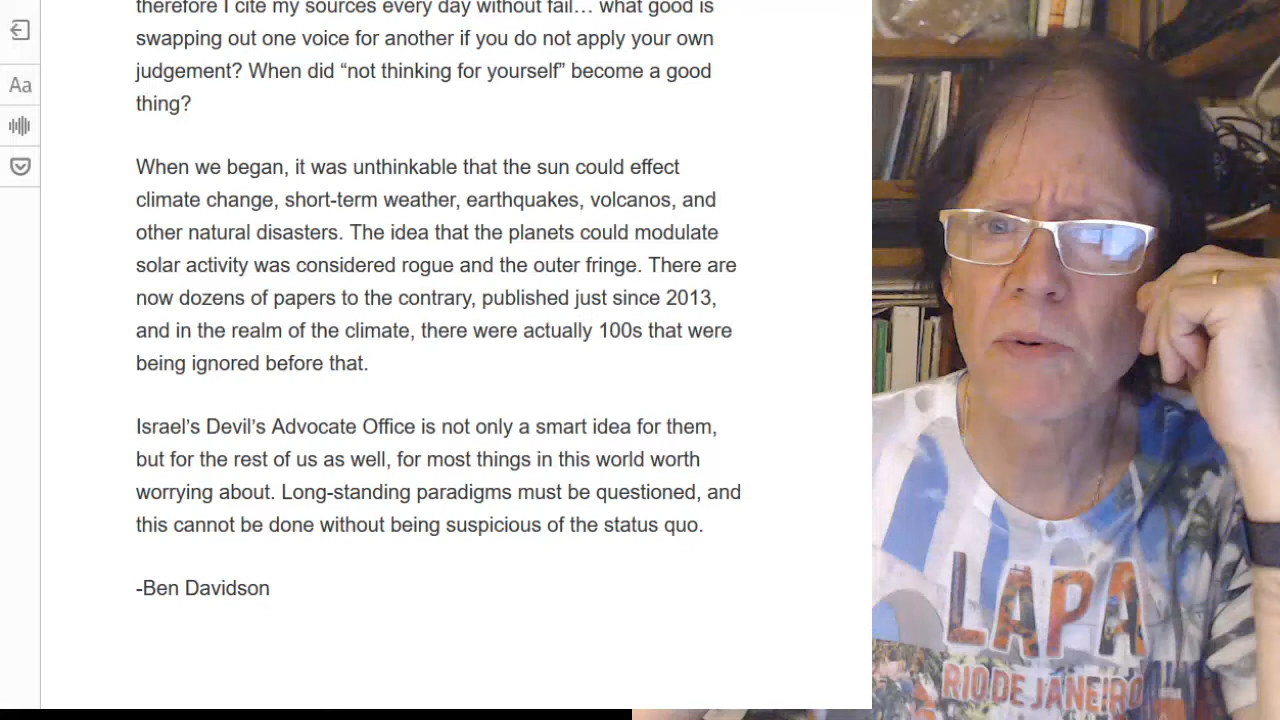 therefore I cite my sources every day without fail… what good is
swapping out one voice for another if you do not apply your own
judgement? When did “not thinking for yourself” become a good
thing?
When we began, it was unthinkable that the sun could effect
climate change, short-term weather, earthquakes, volcanos, and
other natural disasters. The idea that the planets could modulate
solar activity was considered rogue and the outer fringe. There are
now dozens of papers to the contrary, published just since 2013,
and in the realm of the climate, there were actually 100s that were
being ignored before that.
Israel’s Devil’s Advocate Office is not only a smart idea for them,
but for the rest of us as well, for most things in this world worth
worrying about. Long-standing paradigms must be questioned, and
this cannot be done without being suspicious of the status quo.
-Ben Davidson
Aa
LAPA
RIO DE JANEIRO